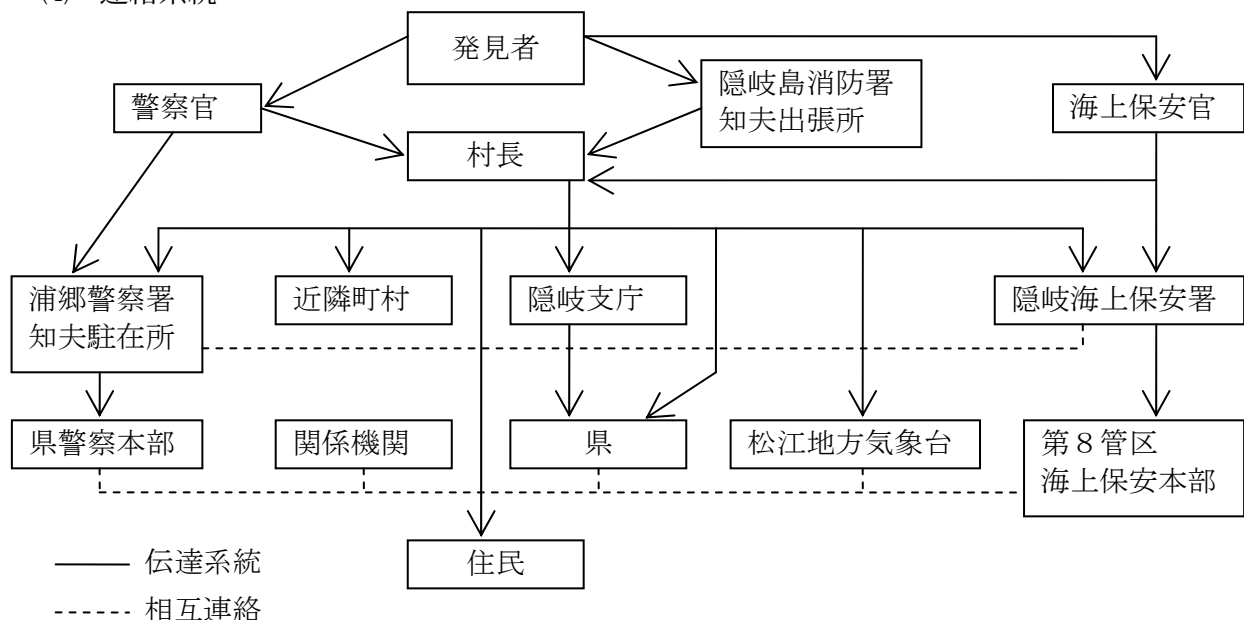 連絡系統
発見者
隠岐島消防署
知夫出張所
警察官
海上保安官
村長
浦郷警察署
知夫駐在所
近隣町村
隠岐支庁
隠岐海上保安署
県警察本部
関係機関
県
松江地方気象台
第8管区
海上保安本部
住民
伝達系統
相互連絡